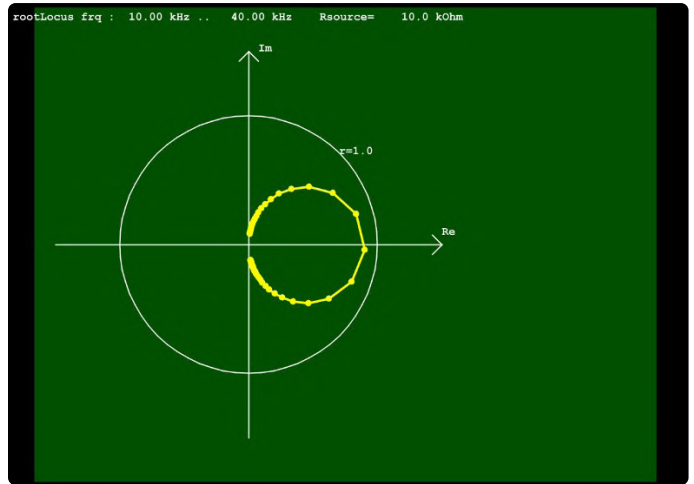 rootLocus frq :  10.00 kHz ..   40.00 kHz    Rsource=    10.0 kOhm
Im
r=1.0
Re